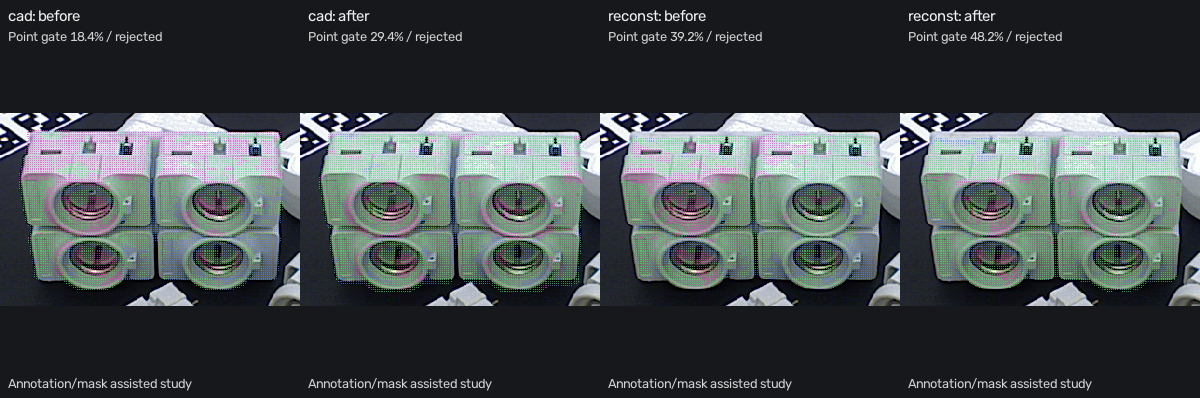 cad: before
Point gate 18.4% / rejected
cad: after
Point gate 29.4% / rejected
reconst: before
Point gate 39.2% / rejected
reconst: after
Point gate 48.2% / rejected
Annotation/mask assisted study
Annotation/mask assisted study
Annotation/mask assisted study
Annotation/mask assisted study